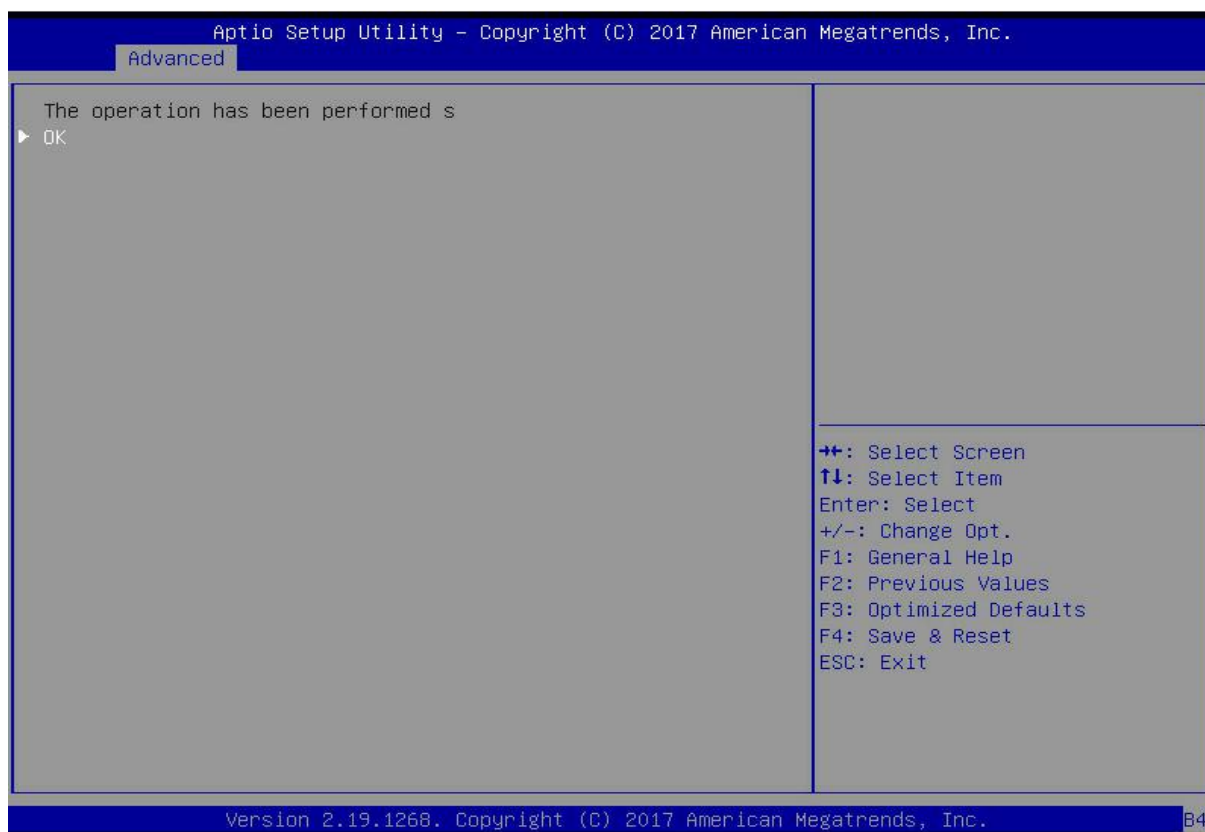 Aptio Setup Utility – Copyright (C) 2017 American Megatrends, Inc.
Advanced
The operation has been performed s
▶ OK
→←: Select Screen
↑↓: Select Item
Enter: Select
+/-: Change Opt.
F1: General Help
F2: Previous Values
F3: Optimized Defaults
F4: Save & Reset
ESC: Exit
Version 2.19.1268. Copyright (C) 2017 American Megatrends, Inc.
B4